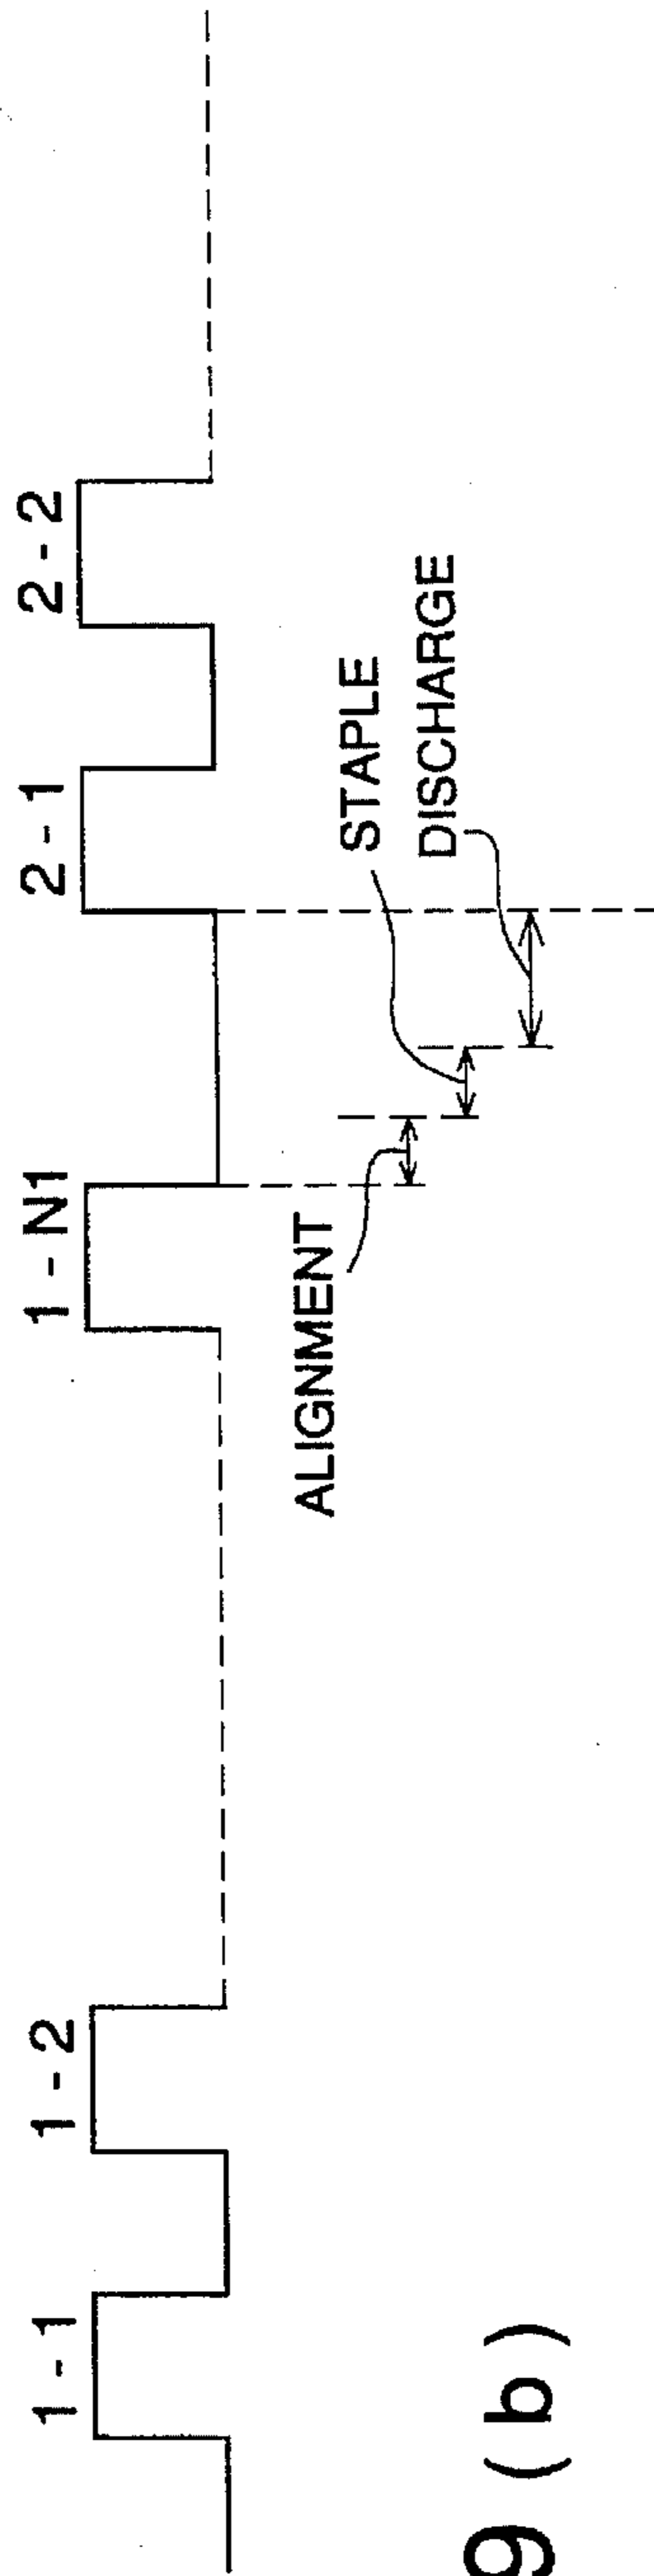 1-1
1-2
1-N1
2-1
2-2
ALIGNMENT
STAPLE
DISCHARGE
9 (b)